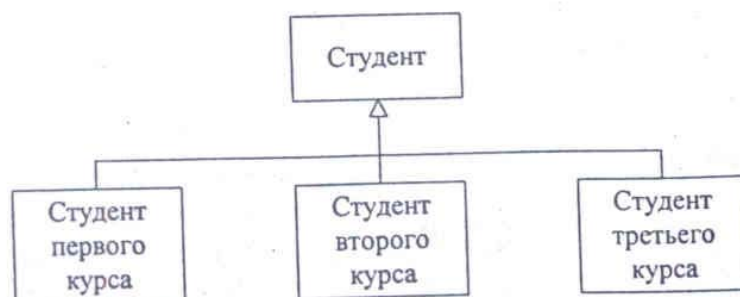 Студент
Студент
первого
курса
Студент
второго
курса
Студент
третьего
курса